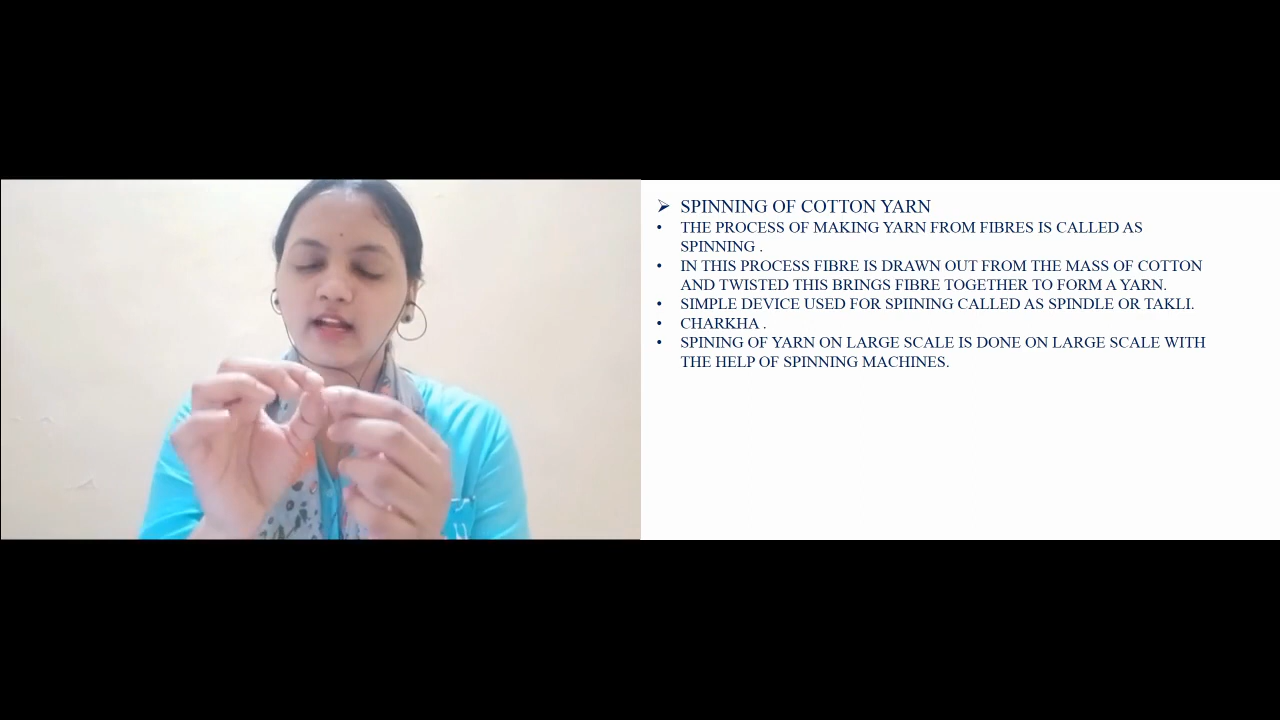 ➢ SPINNING OF COTTON YARN
• THE PROCESS OF MAKING YARN FROM FIBRES IS CALLED AS
SPINNING .
• IN THIS PROCESS FIBRE IS DRAWN OUT FROM THE MASS OF COTTON
AND TWISTED THIS BRINGS FIBRE TOGETHER TO FORM A YARN.
• SIMPLE DEVICE USED FOR SPIINING CALLED AS SPINDLE OR TAKLI.
• CHARKHA .
• SPINING OF YARN ON LARGE SCALE IS DONE ON LARGE SCALE WITH
THE HELP OF SPINNING MACHINES.